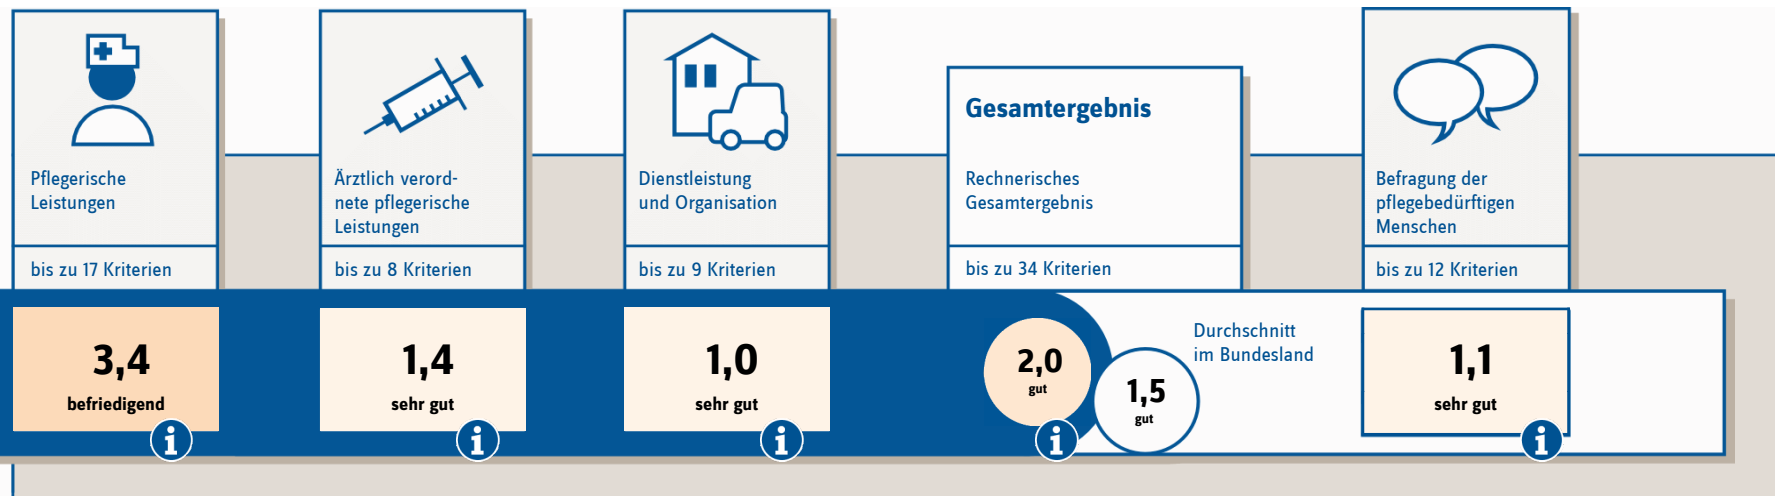 Pflegerische
Leistungen
bis zu 17 Kriterien
3,4
befriedigend
i
Ärztlich verord-
nete pflegerische
Leistungen
bis zu 8 Kriterien
1,4
sehr gut
i
Dienstleistung
und Organisation
bis zu 9 Kriterien
1,0
sehr gut
i
Gesamtergebnis
Rechnerisches
Gesamtergebnis
bis zu 34 Kriterien
2,0
gut
i
1,5
gut
Durchschnitt
im Bundesland
Befragung der
pflegebedürftigen
Menschen
bis zu 12 Kriterien
1,1
sehr gut
i